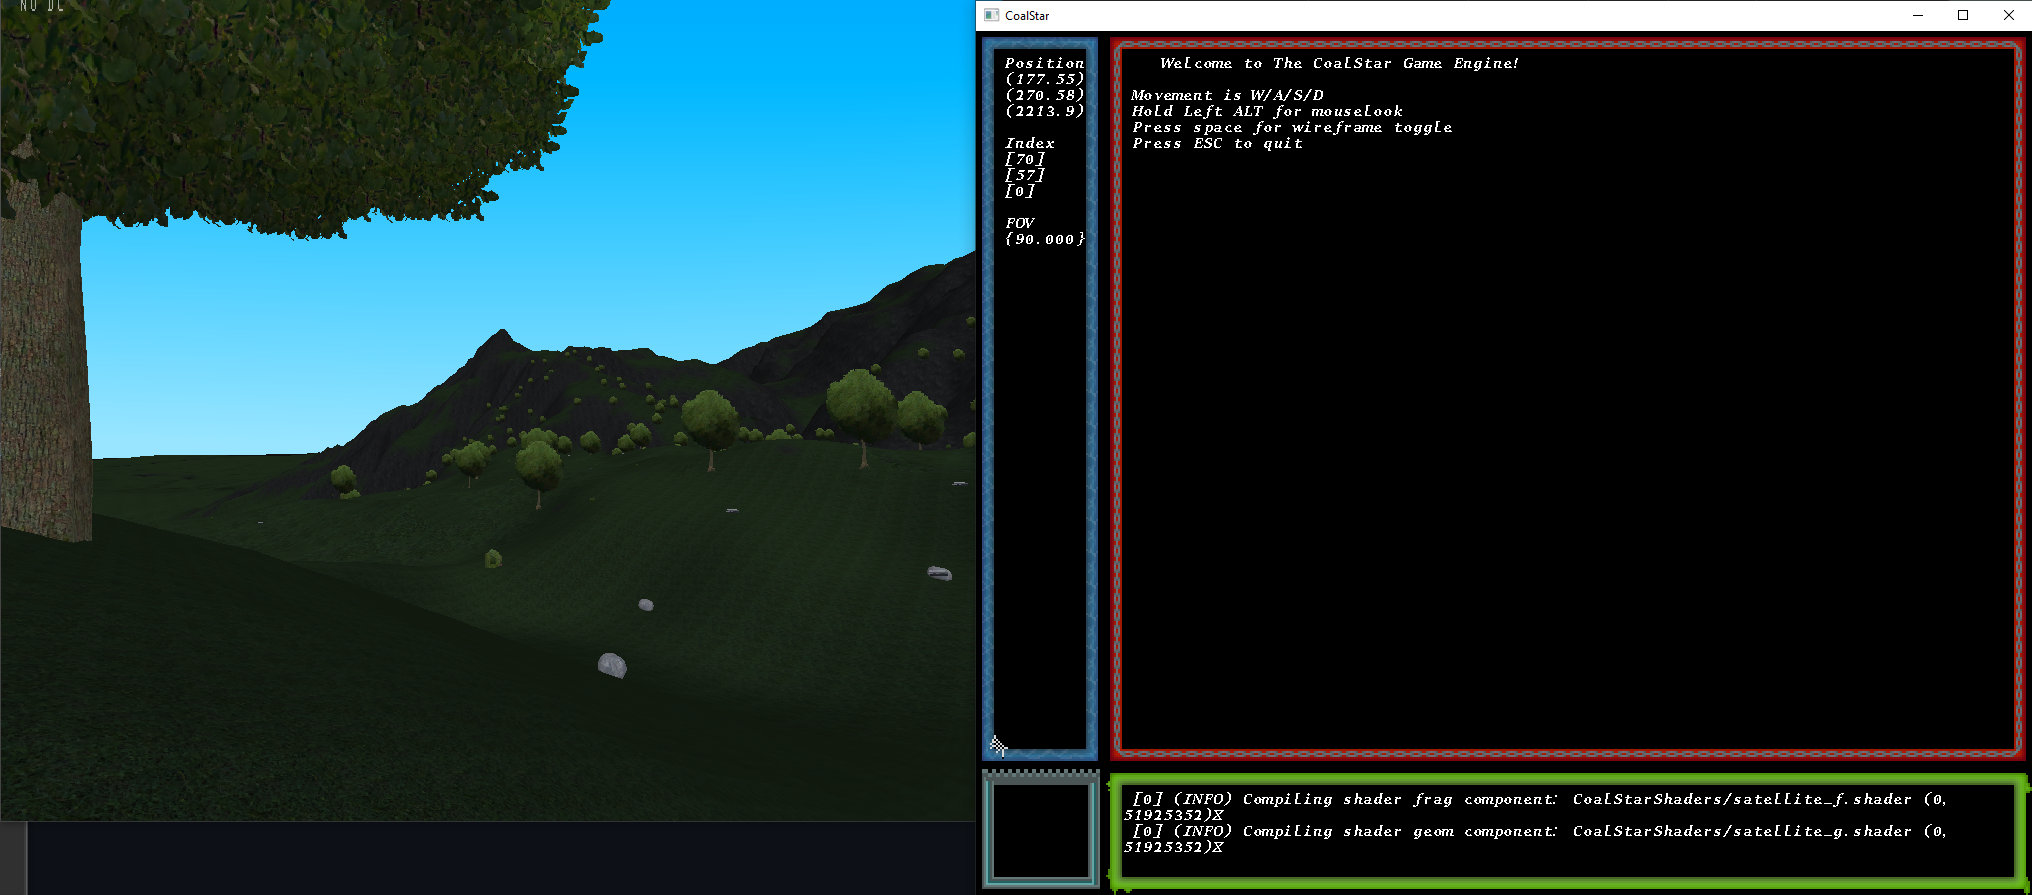 CoalStar
Position
(177.55)
(270.58)
(2213.9)
Index
[70]
[57]
[0]
FOV
{90.000}
Welcome to The CoalStar Game Engine!
Movement is W/A/S/D
Hold Left ALT for mouselook
Press space for wireframe toggle
Press ESC to quit
[0] (INFO) Compiling shader frag component: CoalStarShaders/satellite_f.shader (0,
51925352)X
[0] (INFO) Compiling shader geom component: CoalStarShaders/satellite_g.shader (0,
51925352)X